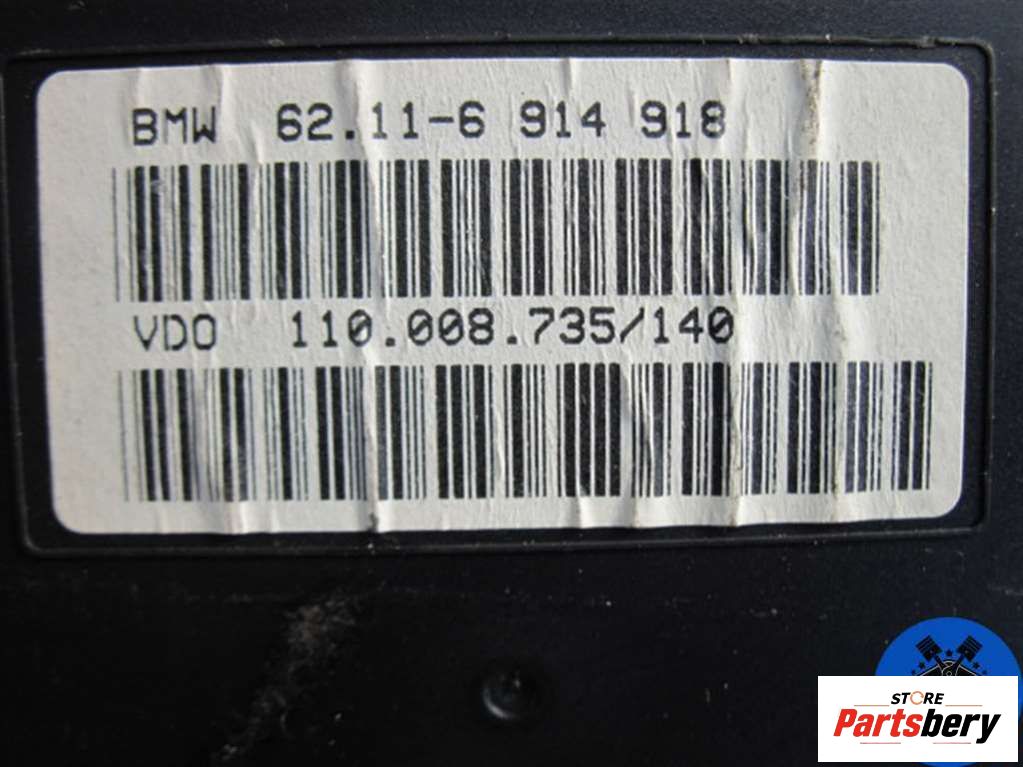 BMW 62.11-6 914 918
VDO 110.008.735/140
STORE
Partsbery